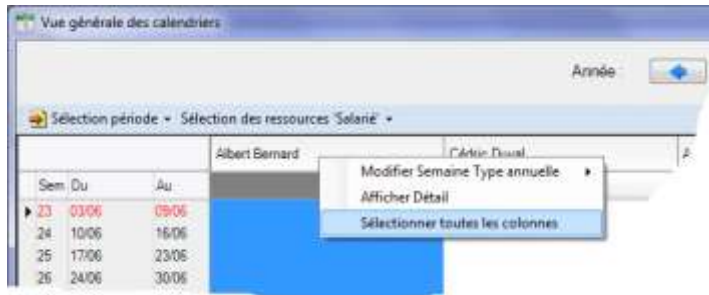 Vue générale des calendriers
Année
Sélection période Sélection des ressources 'Salarié'
Albert Bernard Cédric Duval A
Modifier Semaine Type annuelle
Afficher Détail
Sélectionner toutes les colonnes
Sem Du Au
23 03/06 09/06
24 10/06 16/06
25 17/06 23/06
26 24/06 30/06